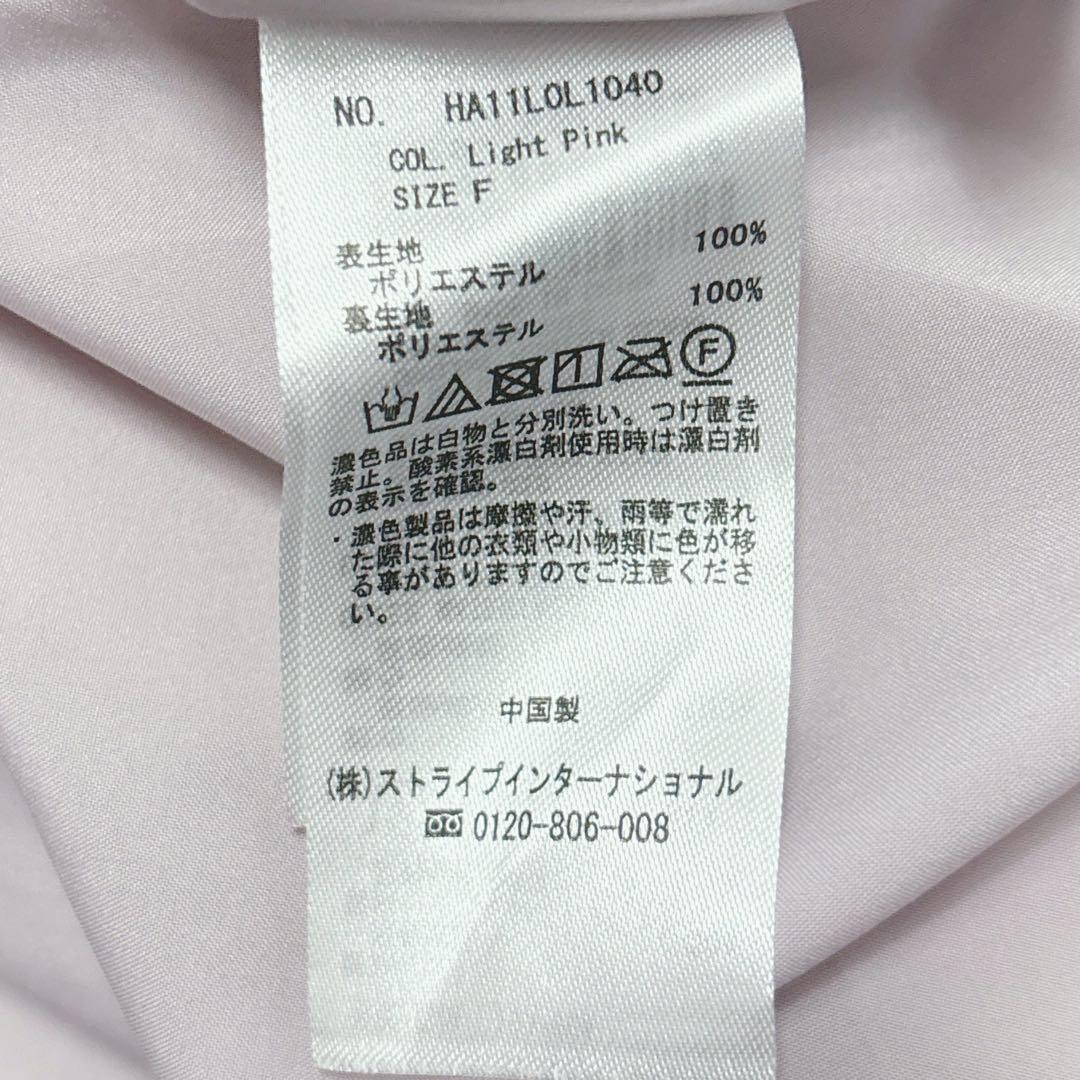 NO. HA11LOL1040
COL. Light Pink
SIZE F
表生地
ポリエステル 100%
裏生地
ポリエステル 100%
F
濃色品は白物と分別洗い。つけ置き
禁止。酸素系漂白剤使用時は漂白剤
の表示を確認。
・濃色製品は摩擦や汗、雨等で濡れ
た際に他の衣類や小物類に色が移
る事がありますのでご注意くださ
い。
中国製
(株)ストライプインターナショナル
0120-806-008